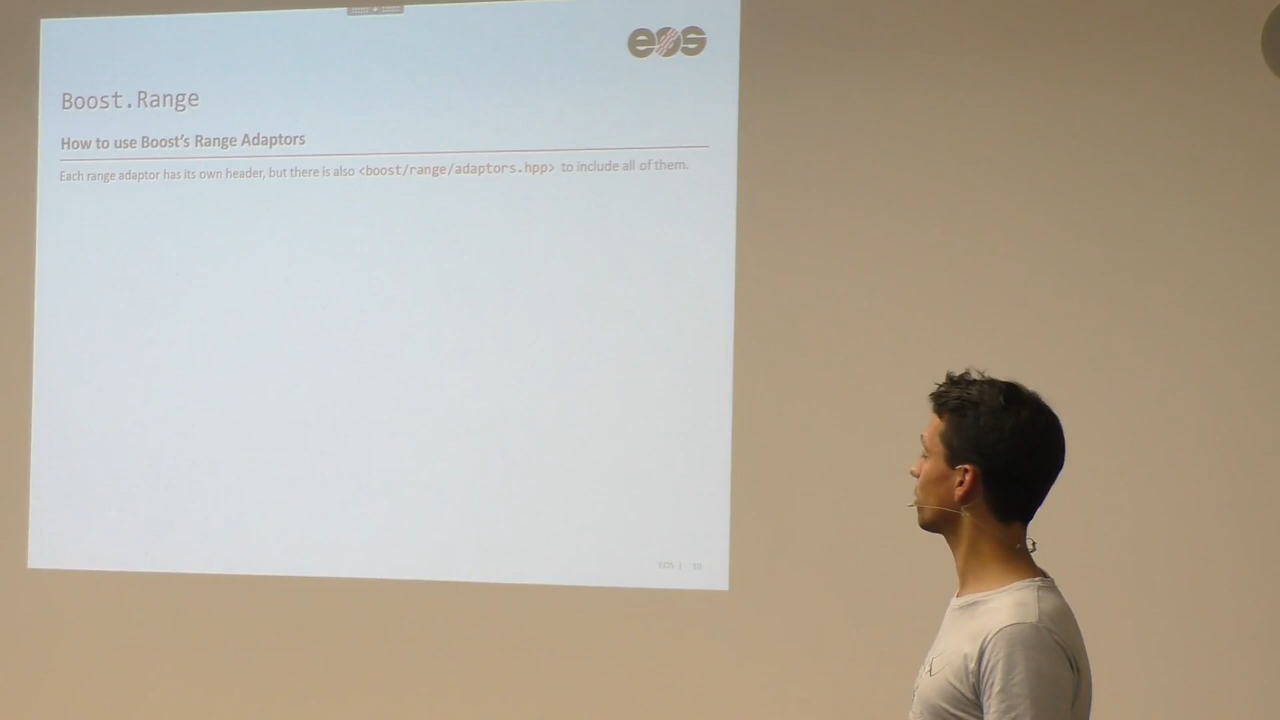 eos
Boost.Range
How to use Boost's Range Adaptors
Each range adaptor has its own header, but there is also <boost/range/adaptors.hpp> to include all of them.
EOS |